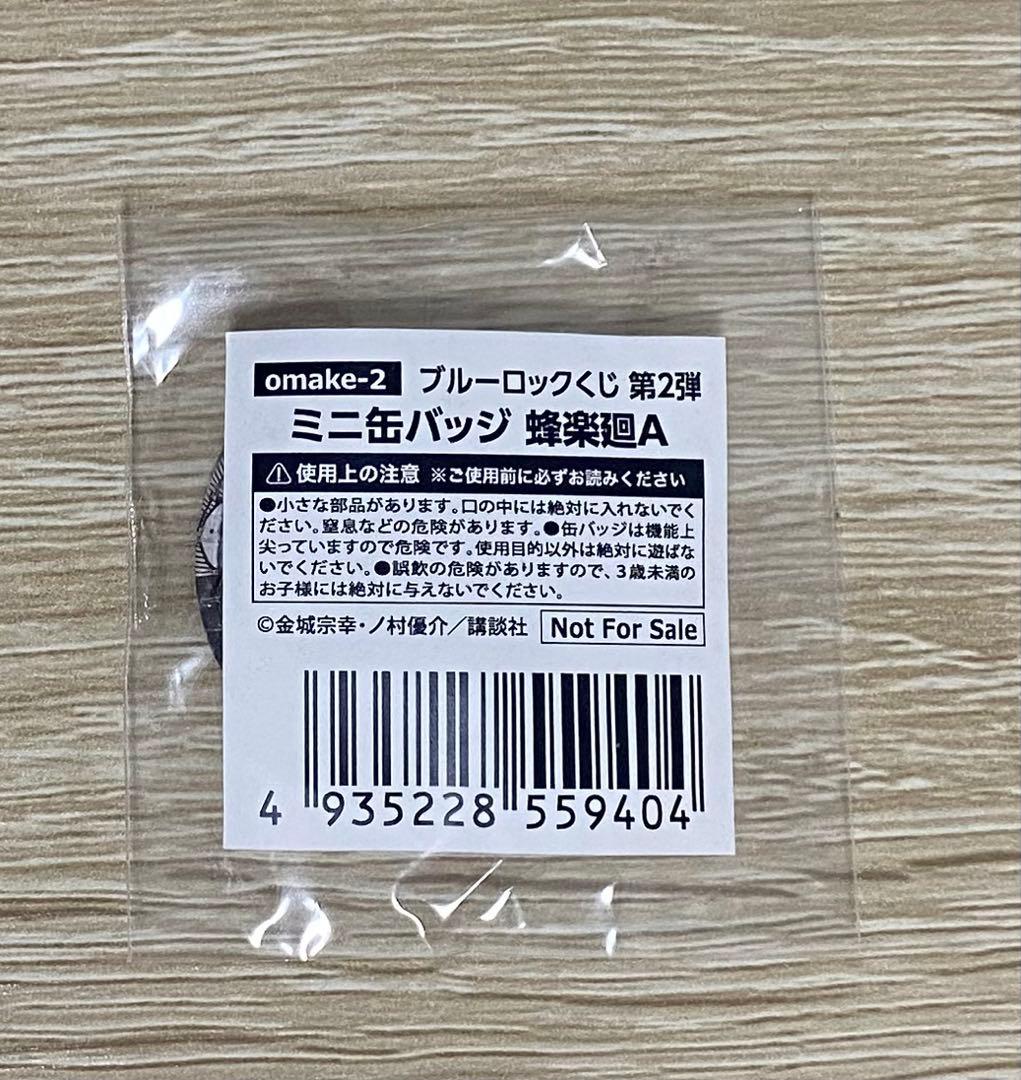 omake-2 ブルーロックくじ 第2弾
ミニ缶バッジ 蜂楽廻A
⚠使用上の注意 ※ご使用前に必ずお読みください
●小さな部品があります。口の中には絶対に入れないでく
ださい。窒息などの危険があります。●缶バッジは機能上
尖っていますので危険です。使用目的以外は絶対に遊ばな
いでください。●誤飲の危険がありますので、3歳未満の
お子様には絶対に与えないでください。
©金城宗幸・ノ村優介／講談社 Not For Sale
4 935228 559404